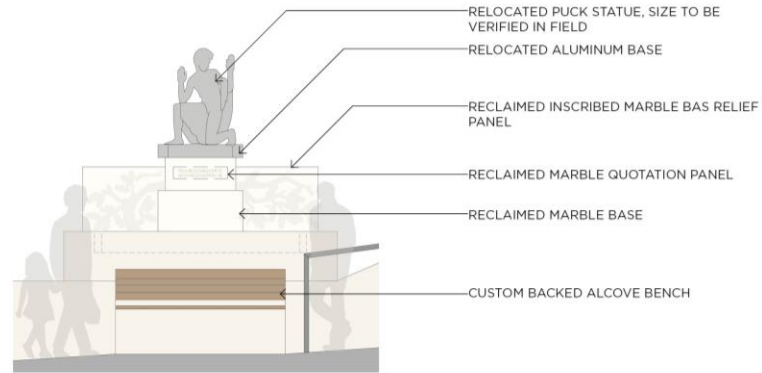 RELOCATED PUCK STATUE, SIZE TO BE
VERIFIED IN FIELD
RELOCATED ALUMINUM BASE
RECLAIMED INSCRIBED MARBLE BAS RELIEF
PANEL
RECLAIMED MARBLE QUOTATION PANEL
RECLAIMED MARBLE BASE
CUSTOM BACKED ALCOVE BENCH